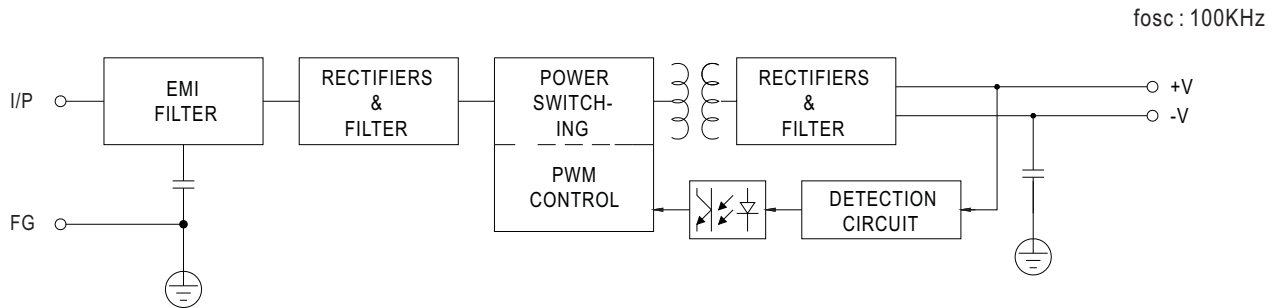 fosc : 100KHz
I/P
EMI
FILTER
RECTIFIERS
&
FILTER
POWER
SWITCH-
ING
PWM
CONTROL
RECTIFIERS
&
FILTER
+V
-V
DETECTION
CIRCUIT
FG